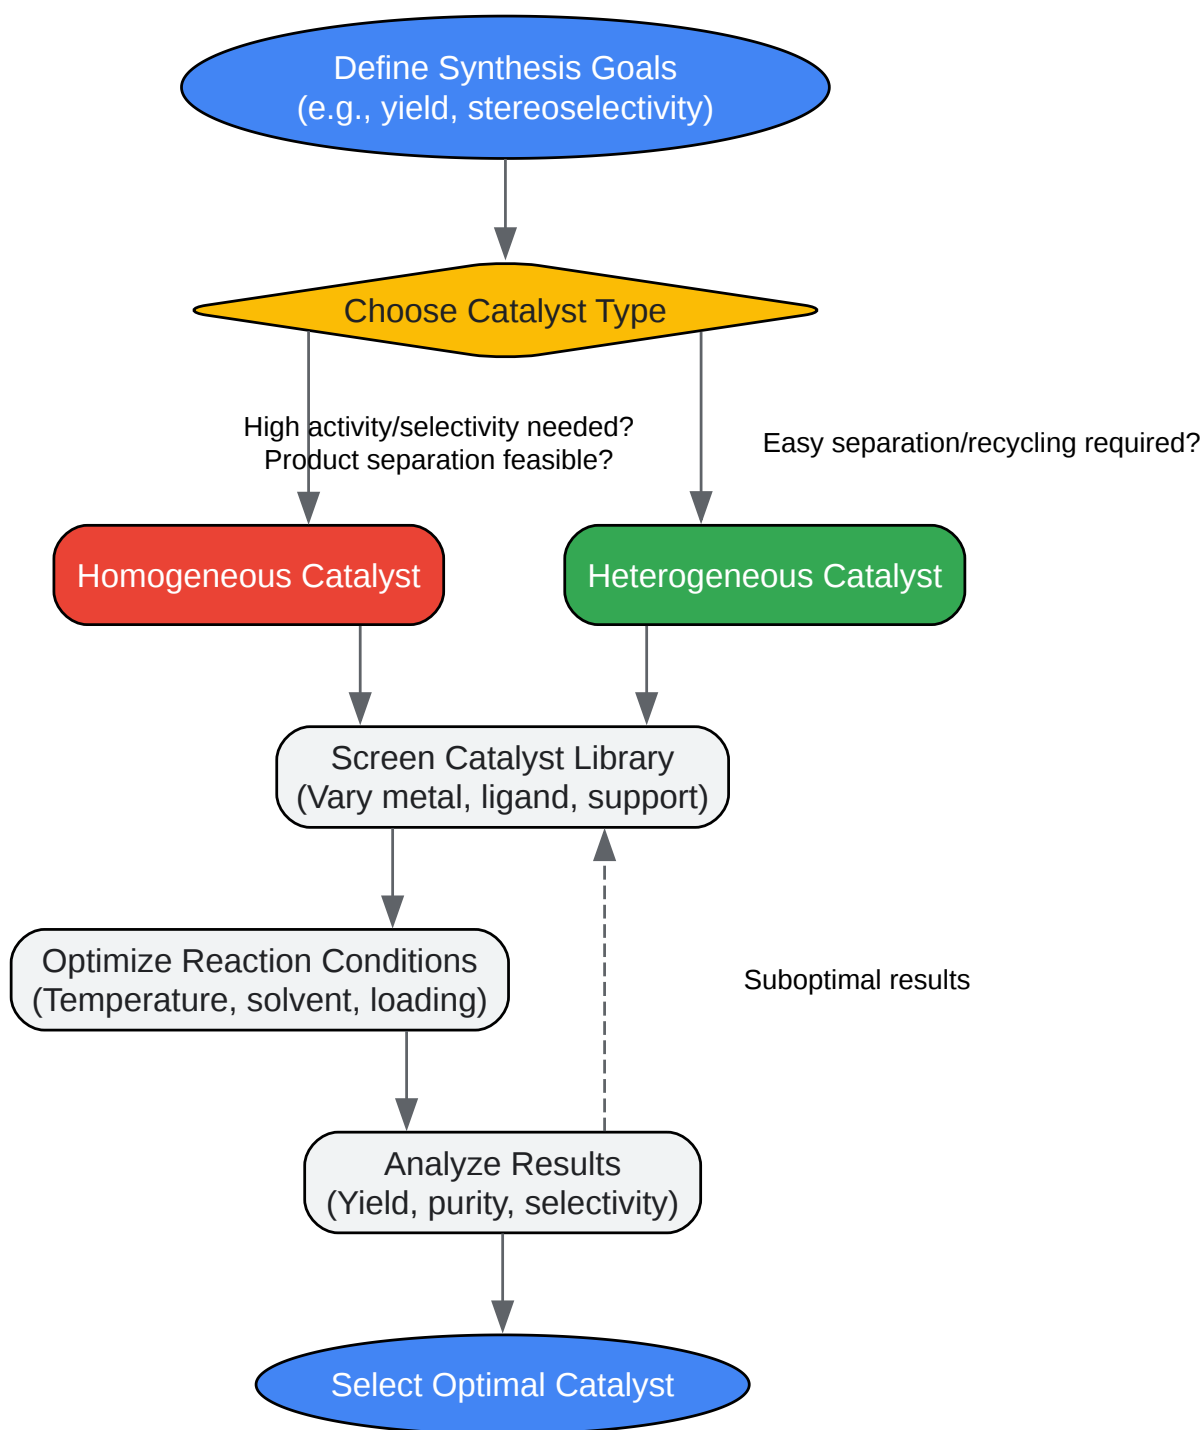 Define Synthesis Goals
(e.g., yield, stereoselectivity)
Choose Catalyst Type
High activity/selectivity needed?
Product separation feasible?
Easy separation/recycling required?
Homogeneous Catalyst
Heterogeneous Catalyst
Screen Catalyst Library
(Vary metal, ligand, support)
Optimize Reaction Conditions
(Temperature, solvent, loading)
Suboptimal results
Analyze Results
(Yield, purity, selectivity)
Select Optimal Catalyst